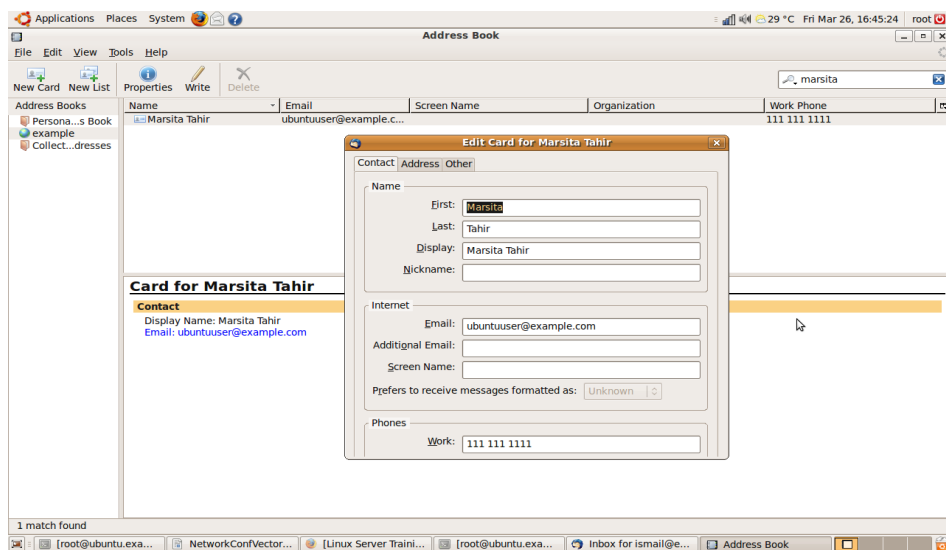 Applications Places System 29 °C Fri Mar 26, 16:45:24 root
Address Book
File Edit View Tools Help
New Card New List Properties Write Delete
marsita
Address Books
Persona...s Book
example
Collect...dresses
Name Email Screen Name Organization Work Phone
Marsita Tahir ubuntuuser@example.c... 111 111 1111
Edit Card for Marsita Tahir
Contact Address Other
Name
First: Marsita
Last: Tahir
Display: Marsita Tahir
Nickname:
Internet
Email: ubuntuuser@example.com
Additional Email:
Screen Name:
Prefers to receive messages formatted as: Unknown
Phones
Work: 111 111 1111
Card for Marsita Tahir
Contact
Display Name: Marsita Tahir
Email: ubuntuuser@example.com
1 match found
[root@ubuntu.exa... NetworkConfVector... [Linux Server Traini... [root@ubuntu.exa... Inbox for ismail@e... Address Book